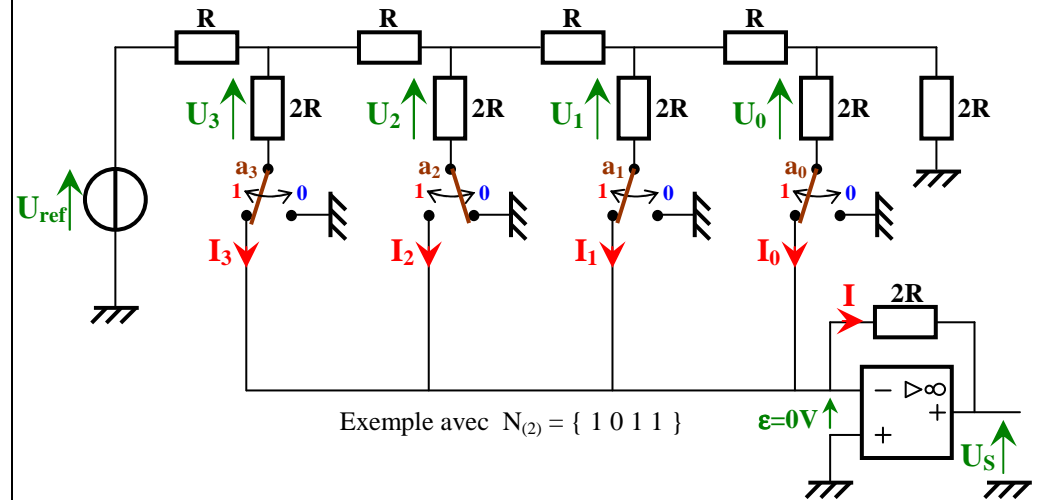 R R R R
U₃ 2R U₂ 2R U₁ 2R U₀ 2R 2R
a₃ a₂ a₁ a₀
1 0 1 0 1 0 1 0
Uref
I₃ I₂ I₁ I₀
I 2R
− ▷∞
Exemple avec N(2) = { 1 0 1 1 } ε=0V +
+
US